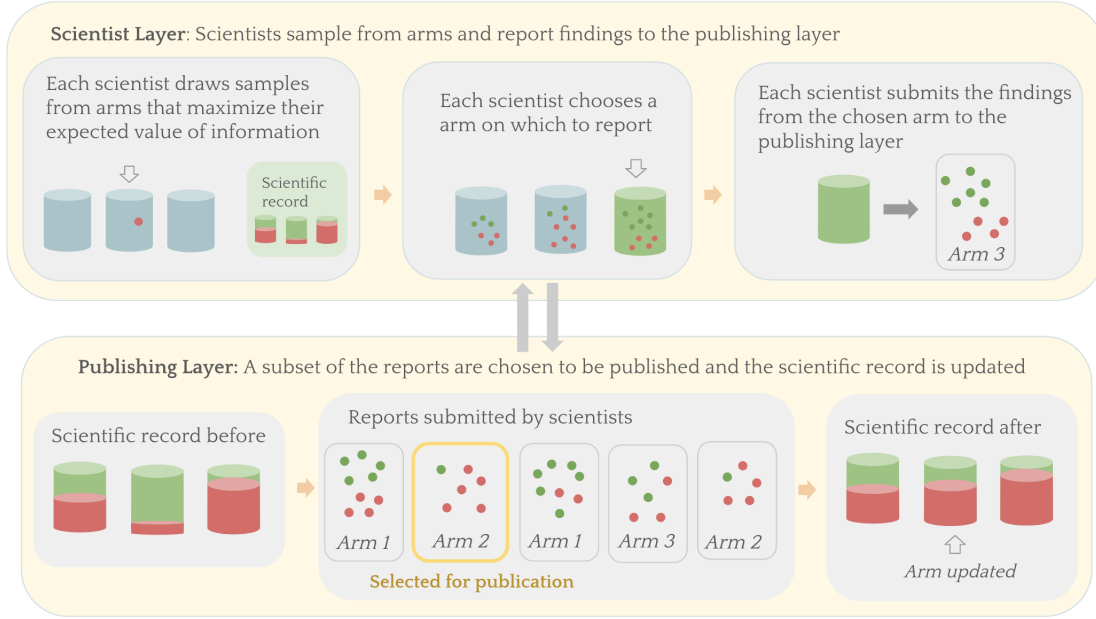 Scientist Layer: Scientists sample from arms and report findings to the publishing layer
Each scientist draws samples
from arms that maximize their
expected value of information
Scientific
record
Each scientist chooses a
arm on which to report
Each scientist submits the findings
from the chosen arm to the
publishing layer
Arm 3
Publishing Layer: A subset of the reports are chosen to be published and the scientific record is updated
Scientific record before
Reports submitted by scientists
Arm 1
Arm 2
Arm 1
Arm 3
Arm 2
Selected for publication
Scientific record after
Arm updated